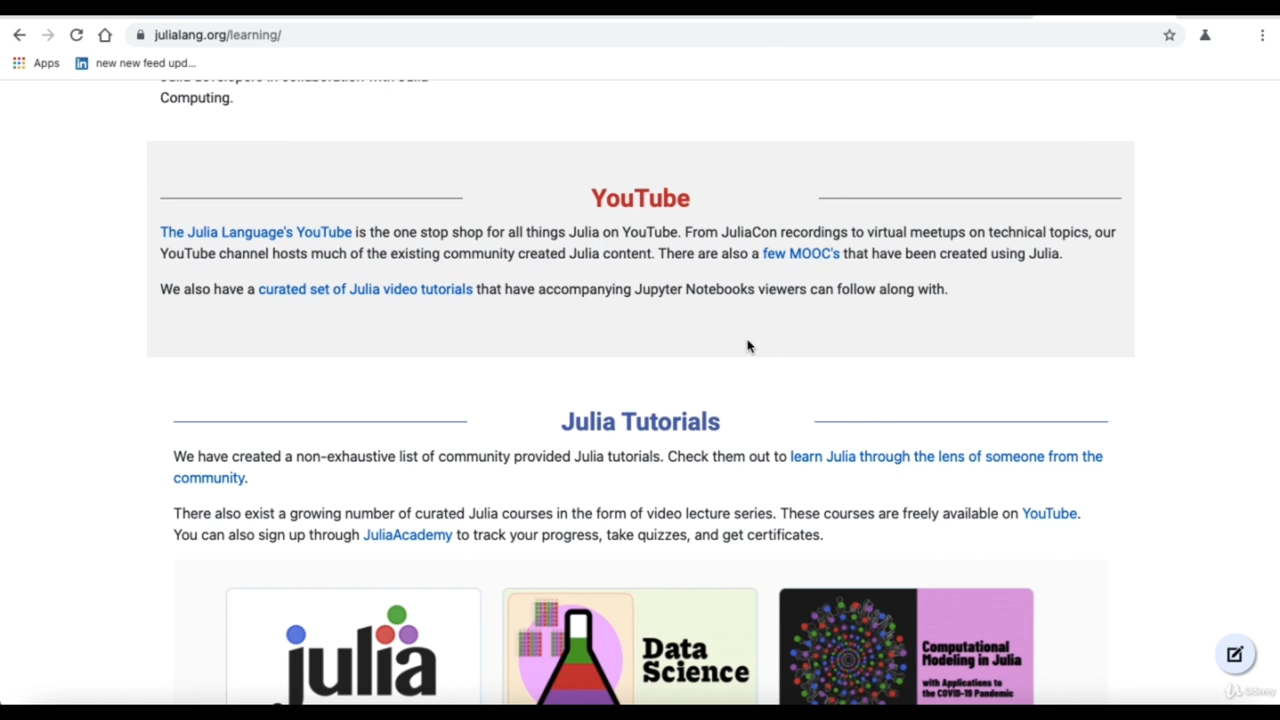 julialang.org/learning/
Apps
new new feed upd...
Julia developers in collaboration with Julia
Computing.
YouTube
The Julia Language's YouTube is the one stop shop for all things Julia on YouTube. From JuliaCon recordings to virtual meetups on technical topics, our
YouTube channel hosts much of the existing community created Julia content. There are also a few MOOC's that have been created using Julia.
We also have a curated set of Julia video tutorials that have accompanying Jupyter Notebooks viewers can follow along with.
Julia Tutorials
We have created a non-exhaustive list of community provided Julia tutorials. Check them out to learn Julia through the lens of someone from the
community.
There also exist a growing number of curated Julia courses in the form of video lecture series. These courses are freely available on YouTube.
You can also sign up through JuliaAcademy to track your progress, take quizzes, and get certificates.
julia
Data
Science
Computational
Modeling in Julia
with Applications to
the COVID-19 Pandemic
Udemy